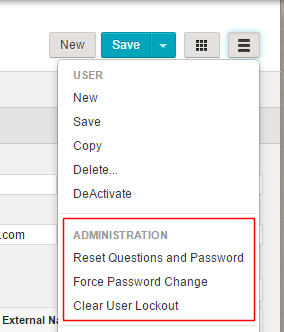 New Save
USER
New
Save
Copy
Delete...
DeActivate
ADMINISTRATION
Reset Questions and Password
.com
Force Password Change
Clear User Lockout
External Na